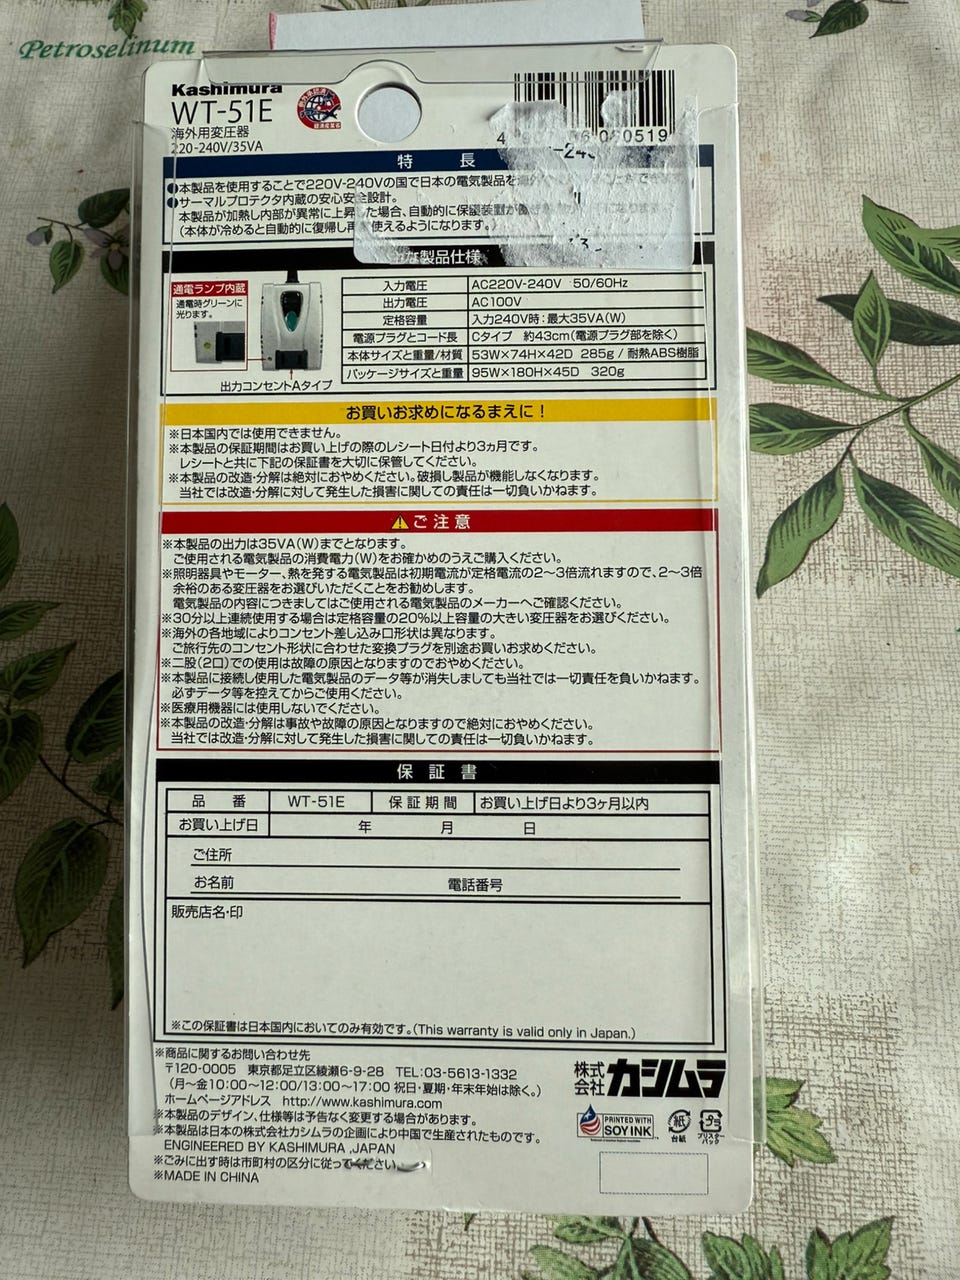 Petroselinum
Kashimura
WT-51E
海外用変圧器
220-240V/35VA
経済産業省
060519
特 長
●本製品を使用することで220V-240Vの国で日本の電気製品を
●サーマルプロテクタ内蔵の安心安全設計。
本製品が加熱し内部が異常に上昇した場合、自動的に保護装置が
(本体が冷めると自動的に復帰し再 使えるようになります。)
な製品仕様
通電ランプ内蔵
通電時グリーンに
光ります。
出力コンセントAタイプ
入力電圧 AC220V-240V 50/60Hz
出力電圧 AC100V
定格容量 入力240V時:最大35VA(W)
電源プラグとコード長 Cタイプ 約43cm(電源プラグ部を除く)
本体サイズと重量/材質 53W×74H×42D 285g / 耐熱ABS樹脂
パッケージサイズと重量 95W×180H×45D 320g
お買いお求めになるまえに!
※日本国内では使用できません。
※本製品の保証期間はお買い上げの際のレシート日付より3ヵ月です。
レシートと共に下記の保証書を大切に保管してください。
※本製品の改造・分解は絶対におやめください。破損し製品が機能しなくなります。
当社では改造・分解に対して発生した損害に関しての責任は一切負いかねます。
ご注意
※本製品の出力は35VA(W)までとなります。
ご使用される電気製品の消費電力(W)をお確かめのうえご購入ください。
※照明器具やモーター、熱を発する電気製品は初期電流が定格電流の2〜3倍流れますので、2〜3倍
余裕のある変圧器をお選びいただくことをお勧めします。
電気製品の内容につきましてはご使用される電気製品のメーカーへご確認ください。
※30分以上連続使用する場合は定格容量の20%以上容量の大きい変圧器をお選びください。
※海外の各地域によりコンセント差し込み口形状は異なります。
ご旅行先のコンセント形状に合わせた変換プラグを別途お買いお求めください。
※二股(2口)での使用は故障の原因となりますのでおやめください。
※本製品に接続し使用した電気製品のデータ等が消失しましても当社では一切責任を負いかねます。
必ずデータ等を控えてからご使用ください。
※医療用機器には使用しないでください。
※本製品の改造・分解は事故や故障の原因となりますので絶対におやめください。
当社では改造・分解に対して発生した損害に関しての責任は一切負いかねます。
保 証 書
品 番 WT-51E 保証期間 お買い上げ日より3ヶ月以内
お買い上げ日 年 月 日
ご住所
お名前 電話番号
販売店名・印
※この保証書は日本国内においてのみ有効です。(This warranty is valid only in Japan.)
※商品に関するお問い合わせ先
〒120-0005 東京都足立区綾瀬6-9-28 TEL:03-5613-1332
(月〜金10:00〜12:00/13:00〜17:00 祝日・夏期・年末年始は除く。)
ホームページアドレス http://www.kashimura.com
※本製品のデザイン、仕様等は予告なく変更する場合があります。
※本製品は日本の株式会社カシムラの企画により中国で生産されたものです。
ENGINEERED BY KASHIMURA ,JAPAN
※ごみに出す時は市町村の区分に従ってください。
※MADE IN CHINA
株式会社 カシムラ
PRINTED WITH
SOY INK
紙
台紙
プラ
ブリスターパック